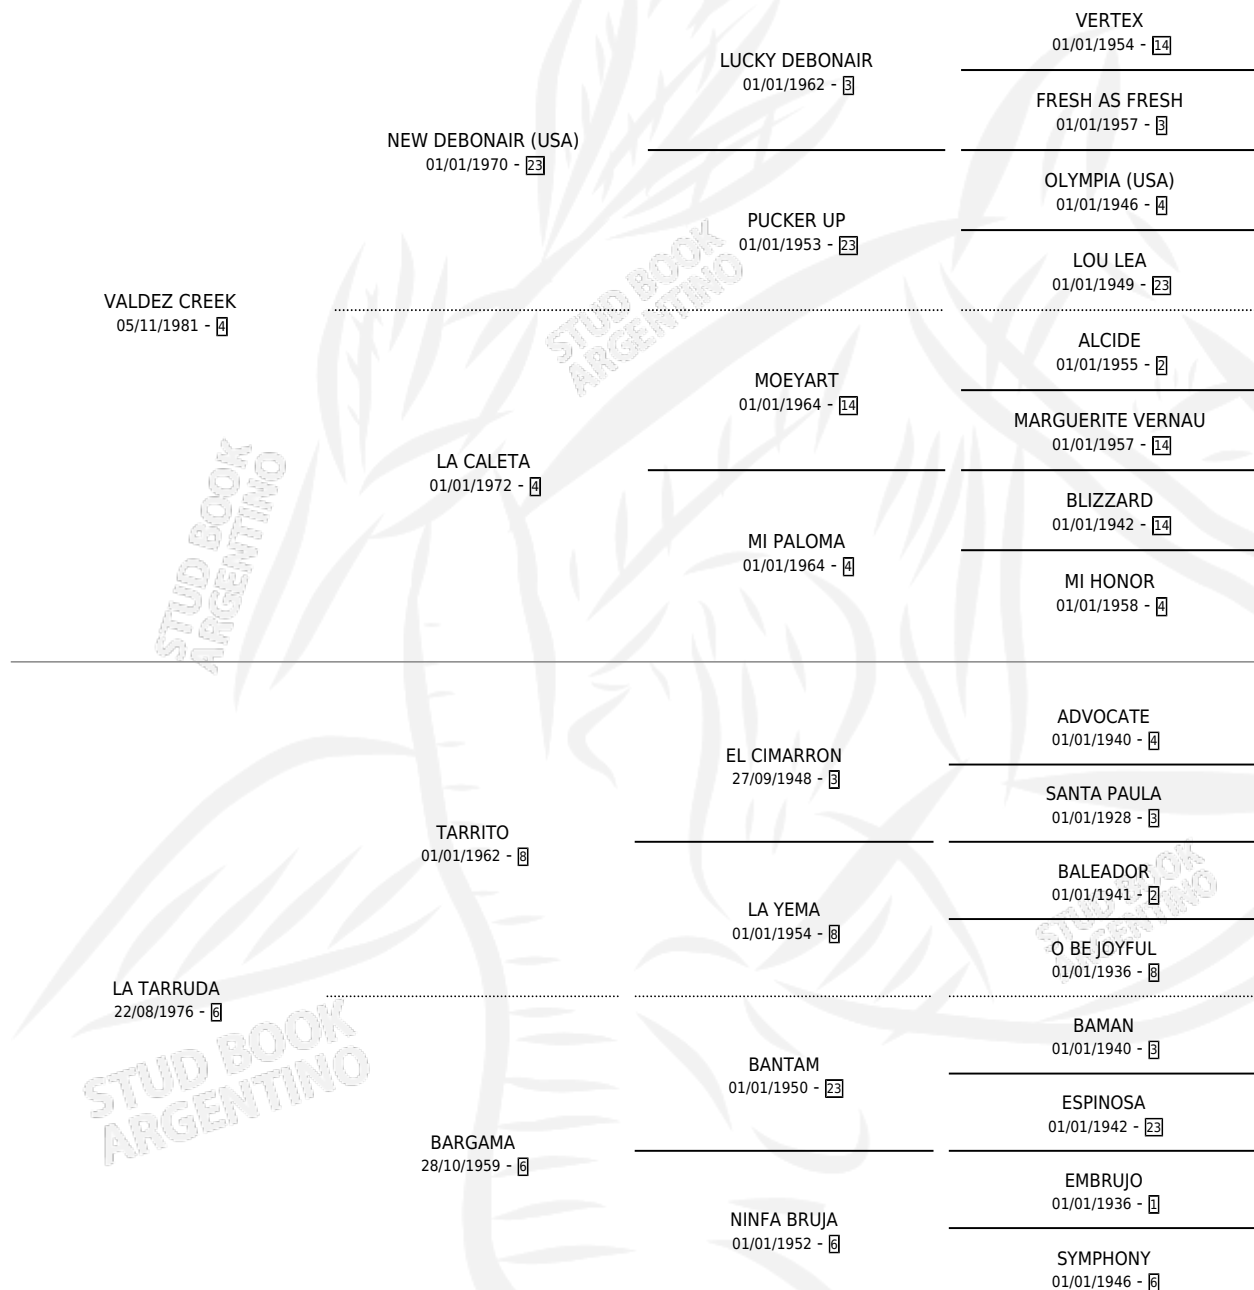 VALDEZ CREEK
05/11/1981 - 4
NEW DEBONAIR (USA)
01/01/1970 - 23
LA CALETA
01/01/1972 - 4
LUCKY DEBONAIR
01/01/1962 - 3
PUCKER UP
01/01/1953 - 23
MOEYART
01/01/1964 - 14
MI PALOMA
01/01/1964 - 4
VERTEX
01/01/1954 - 14
FRESH AS FRESH
01/01/1957 - 3
OLYMPIA (USA)
01/01/1946 - 4
LOU LEA
01/01/1949 - 23
ALCIDE
01/01/1955 - 2
MARGUERITE VERNAU
01/01/1957 - 14
BLIZZARD
01/01/1942 - 14
MI HONOR
01/01/1958 - 4
LA TARRUDA
22/08/1976 - 6
TARRITO
01/01/1962 - 8
BARGAMA
28/10/1959 - 6
EL CIMARRON
27/09/1948 - 3
LA YEMA
01/01/1954 - 8
BANTAM
01/01/1950 - 23
NINFA BRUJA
01/01/1952 - 6
ADVOCATE
01/01/1940 - 4
SANTA PAULA
01/01/1928 - 3
BALEADOR
01/01/1941 - 2
O BE JOYFUL
01/01/1936 - 8
BAMAN
01/01/1940 - 3
ESPINOSA
01/01/1942 - 23
EMBRUJO
01/01/1936 - 1
SYMPHONY
01/01/1946 - 6
STUD BOOK
ARGENTINO
STUD BOOK
ARGENTINO
STUD BOOK
ARGENTINO
STUD BOOK
ARGENTINO